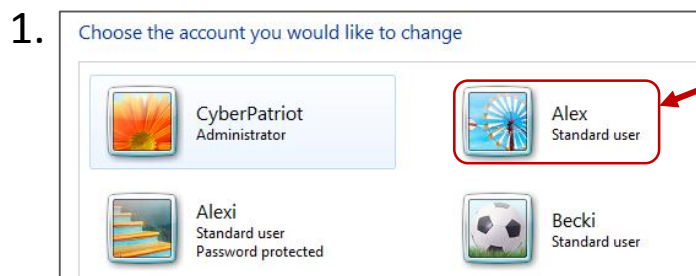 1.
Choose the account you would like to change
CyberPatriot
Administrator
Alex
Standard user
Alexi
Standard user
Password protected
Becki
Standard user